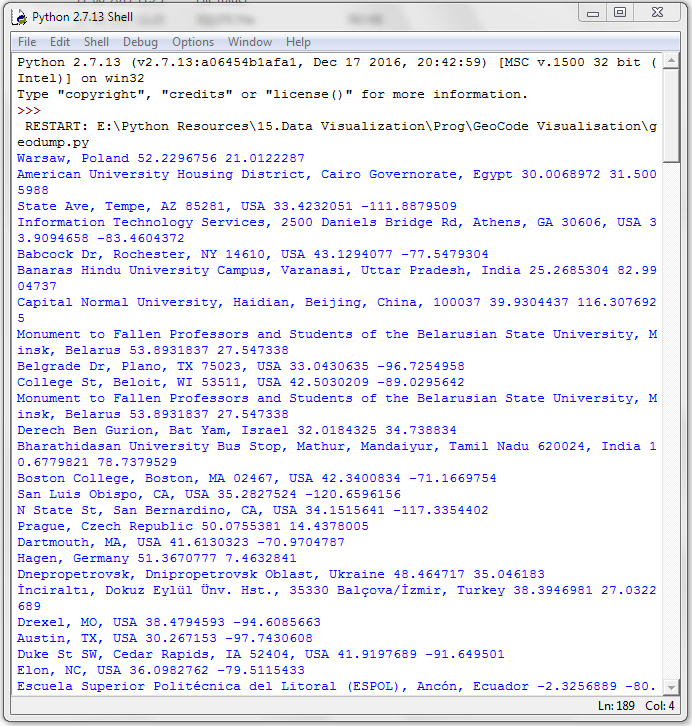 Python 2.7.13 Shell
File Edit Shell Debug Options Window Help
Python 2.7.13 (v2.7.13:a06454b1afa1, Dec 17 2016, 20:42:59) [MSC v.1500 32 bit (
Intel)] on win32
Type "copyright", "credits" or "license()" for more information.
>>>
RESTART: E:\Python Resources\15.Data Visualization\Prog\GeoCode Visualisation\g
eodump.py
Warsaw, Poland 52.2296756 21.0122287
American University Housing District, Cairo Governorate, Egypt 30.0068972 31.500
5988
State Ave, Tempe, AZ 85281, USA 33.4232051 -111.8879509
Information Technology Services, 2500 Daniels Bridge Rd, Athens, GA 30606, USA 3
3.9094658 -83.4604372
Babcock Dr, Rochester, NY 14610, USA 43.1294077 -77.5479304
Banaras Hindu University Campus, Varanasi, Uttar Pradesh, India 25.2685304 82.99
04737
Capital Normal University, Haidian, Beijing, China, 100037 39.9304437 116.307692
5
Monument to Fallen Professors and Students of the Belarusian State University, M
insk, Belarus 53.8931837 27.547338
Belgrade Dr, Plano, TX 75023, USA 33.0430635 -96.7254958
College St, Beloit, WI 53511, USA 42.5030209 -89.0295642
Monument to Fallen Professors and Students of the Belarusian State University, M
insk, Belarus 53.8931837 27.547338
Derech Ben Gurion, Bat Yam, Israel 32.0184325 34.738834
Bharathidasan University Bus Stop, Mathur, Mandaiyur, Tamil Nadu 620024, India 1
0.6779821 78.7379529
Boston College, Boston, MA 02467, USA 42.3400834 -71.1669754
San Luis Obispo, CA, USA 35.2827524 -120.6596156
N State St, San Bernardino, CA, USA 34.1515641 -117.3354402
Prague, Czech Republic 50.0755381 14.4378005
Dartmouth, MA, USA 41.6130323 -70.9704787
Hagen, Germany 51.3670777 7.4632841
Dnepropetrovsk, Dnipropetrovsk Oblast, Ukraine 48.464717 35.046183
İnciraltı, Dokuz Eylül Ünv. Hst., 35330 Balçova/İzmir, Turkey 38.3946981 27.0322
689
Drexel, MO, USA 38.4794593 -94.6085663
Austin, TX, USA 30.267153 -97.7430608
Duke St SW, Cedar Rapids, IA 52404, USA 41.9197689 -91.649501
Elon, NC, USA 36.0982762 -79.5115433
Escuela Superior Politécnica del Litoral (ESPOL), Ancón, Ecuador -2.3256889 -80.
Ln: 189 Col: 4